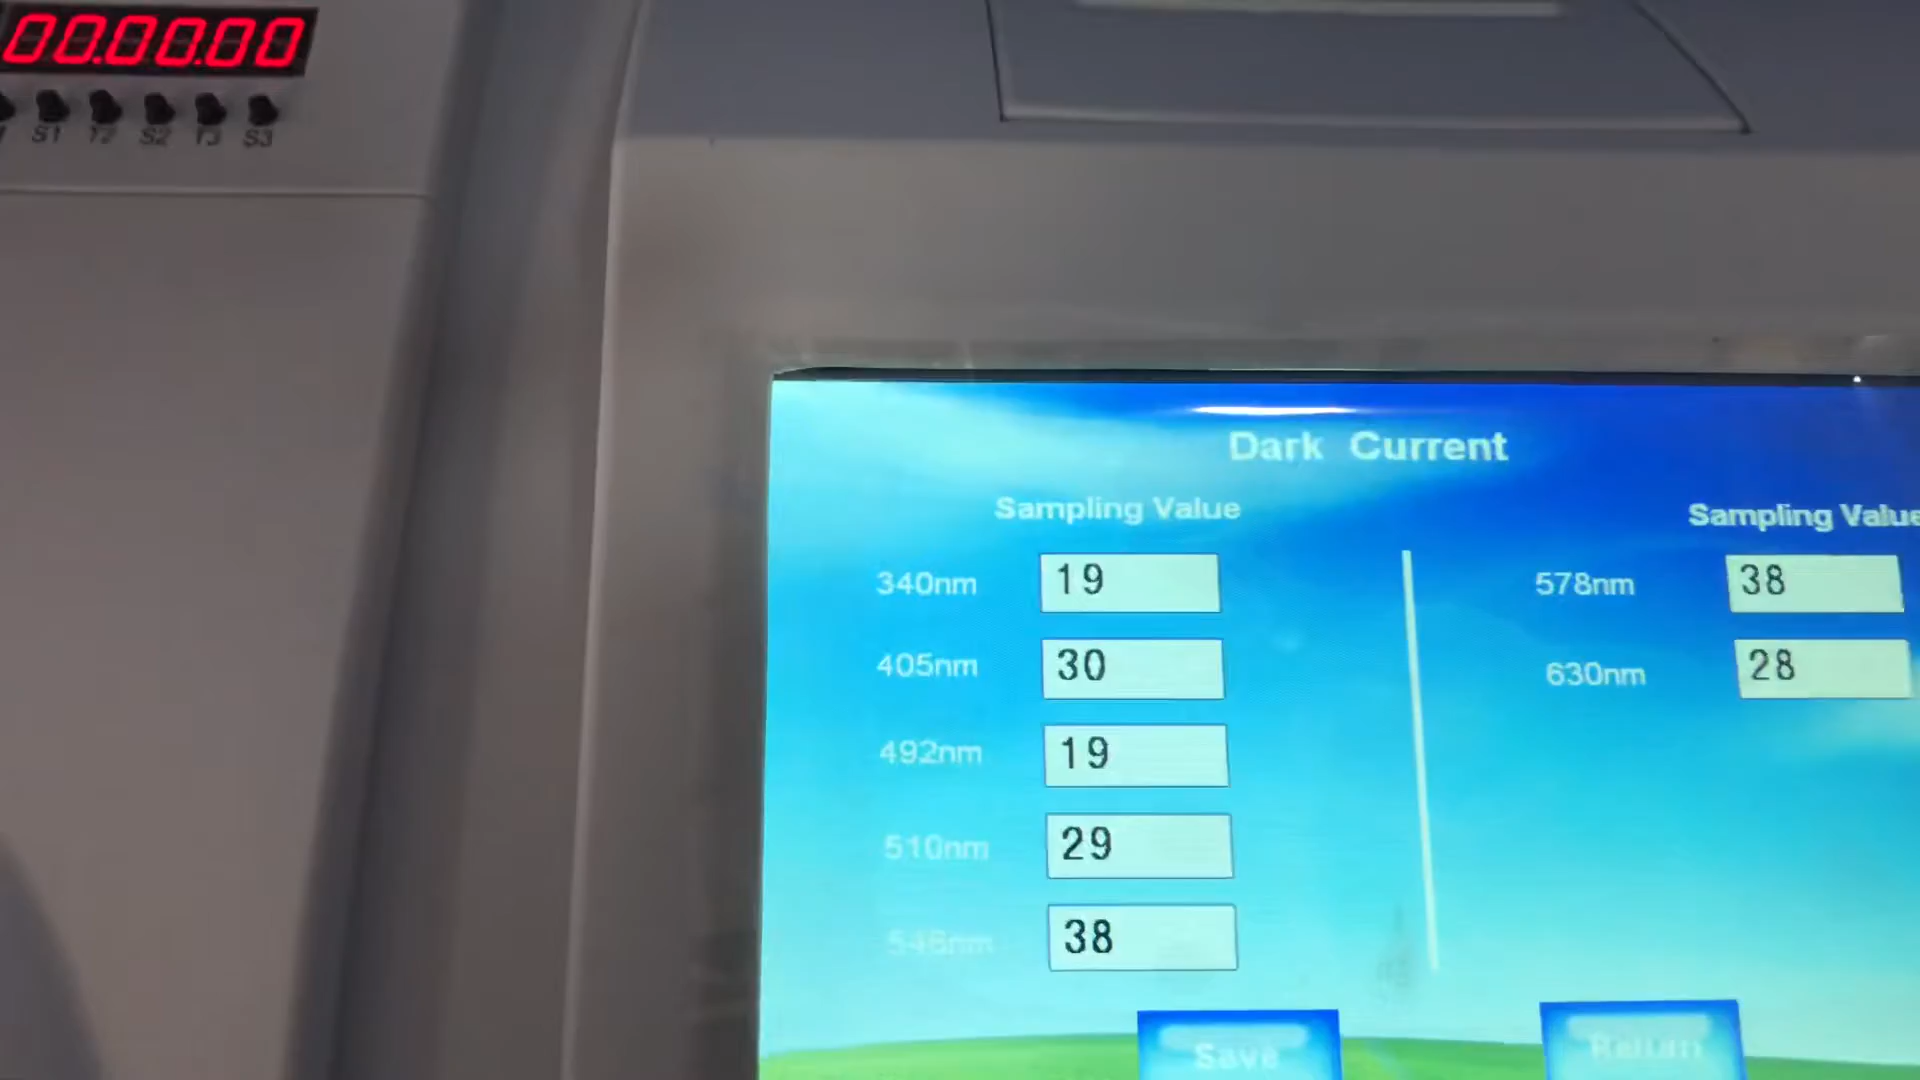 00.00.00
S1 T2 S2 T3 S3
Dark Current
Sampling Value Sampling Value
340nm 19 578nm 38
405nm 30 630nm 28
492nm 19
510nm 29
546nm 38
Save Return